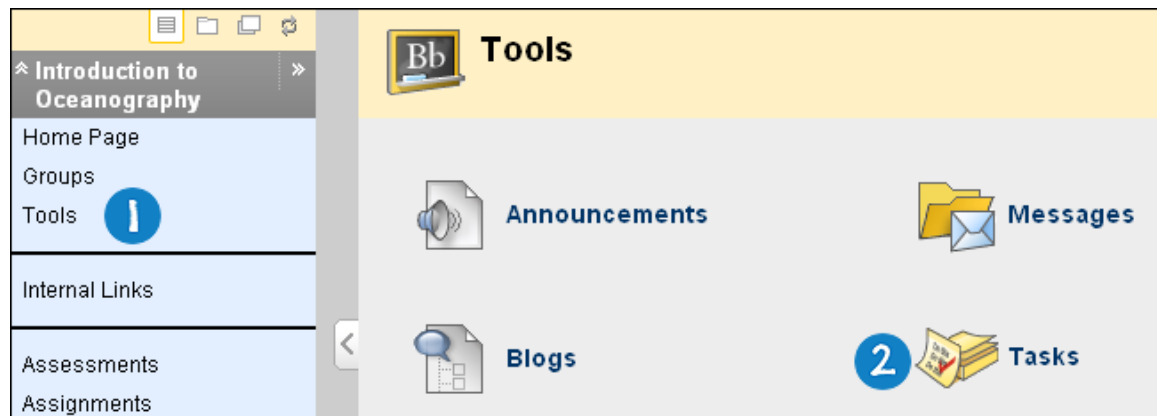 Introduction to
Oceanography
Home Page
Groups
Tools 1
Internal Links
Assessments
Assignments
Bb Tools
Announcements
Messages
Blogs
2 Tasks